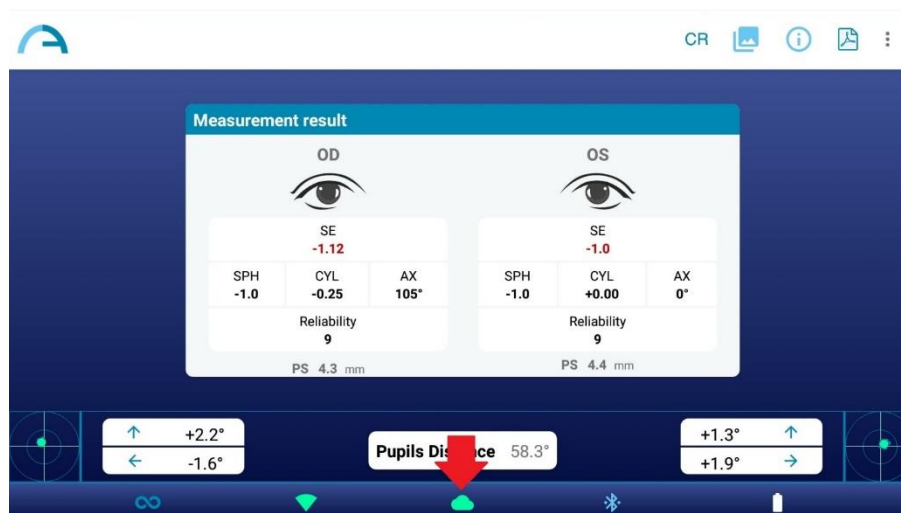 CR
Measurement result
OD
OS
SE
-1.12
SE
-1.0
SPH
-1.0
CYL
-0.25
AX
105°
SPH
-1.0
CYL
+0.00
AX
0°
Reliability
9
Reliability
9
PS 4.3 mm
PS 4.4 mm
+2.2°
-1.6°
Pupils 58.3°
+1.3°
+1.9°